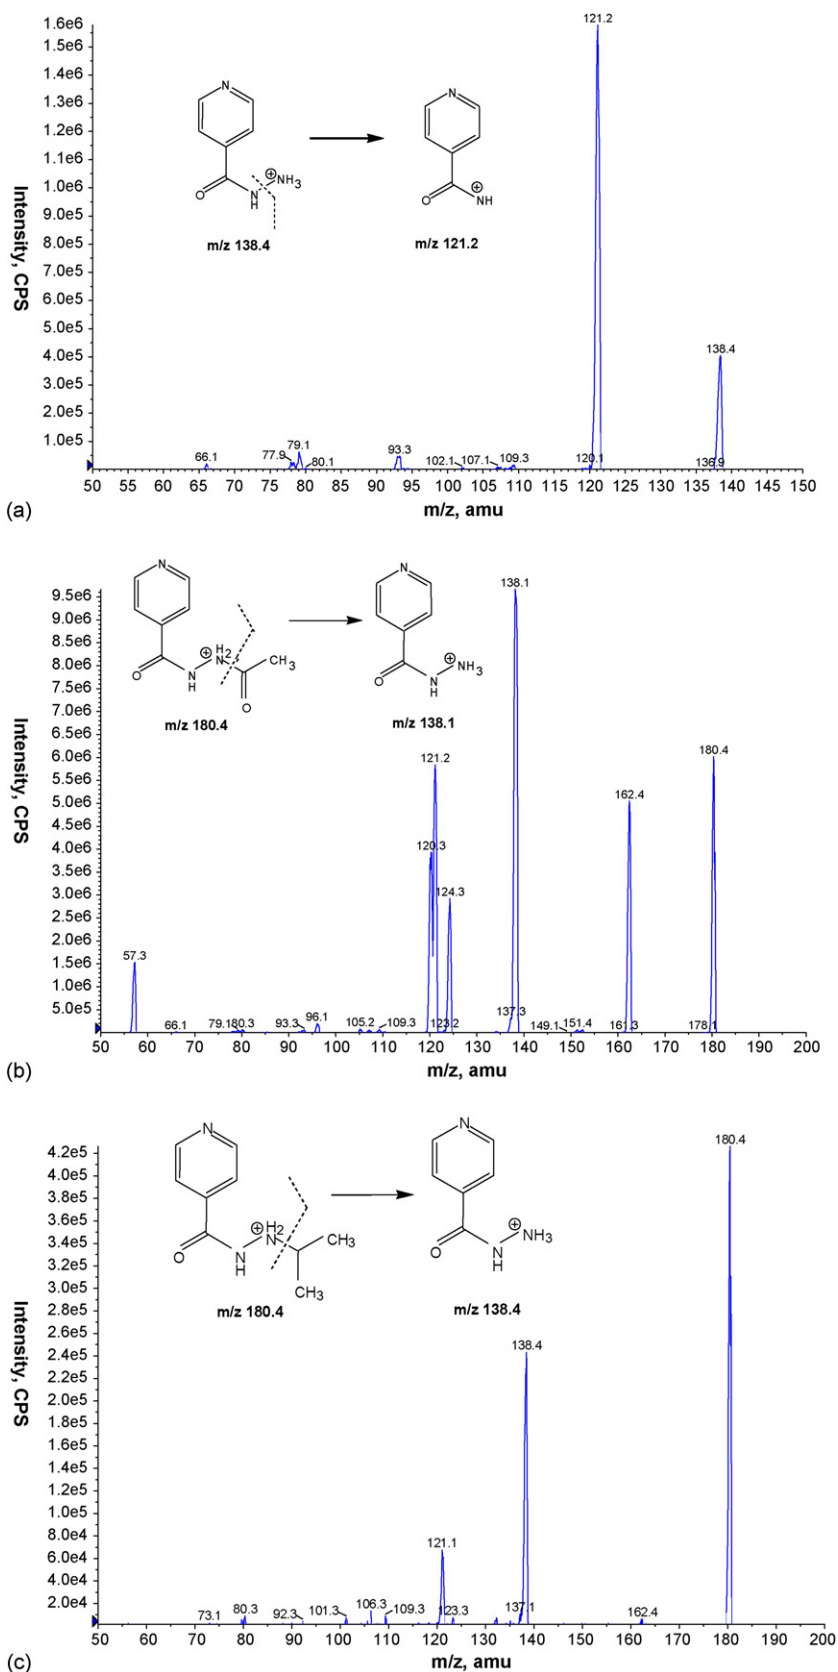 1.6e6
1.5e6
1.4e6
1.3e6
1.2e6
1.1e6
1.0e6
9.0e5
8.0e5
7.0e5
6.0e5
5.0e5
4.0e5
3.0e5
2.0e5
1.0e5
Intensity, CPS
N
O
N
H
⊕
NH3
m/z 138.4
N
O
⊕
NH
m/z 121.2
121.2
138.4
66.1
77.9
79.1
80.1
93.3
102.1
107.1
109.3
120.1
136.9
50 55 60 65 70 75 80 85 90 95 100 105 110 115 120 125 130 135 140 145 150
m/z, amu
(a)
9.5e6
9.0e6
8.5e6
8.0e6
7.5e6
7.0e6
6.5e6
6.0e6
5.5e6
5.0e6
4.5e6
4.0e6
3.5e6
3.0e6
2.5e6
2.0e6
1.5e6
1.0e6
5.0e5
Intensity, CPS
N
O
N
H
⊕
H2
N
CH3
O
m/z 180.4
N
O
N
H
⊕
NH3
m/z 138.1
138.1
121.2
180.4
162.4
120.3
124.3
57.3
66.1
79.1
80.3
93.3
96.1
105.2
109.3
123.2
137.3
149.1
151.4
161.3
178.1
50 60 70 80 90 100 110 120 130 140 150 160 170 180 190 200
m/z, amu
(b)
4.2e5
4.0e5
3.8e5
3.6e5
3.4e5
3.2e5
3.0e5
2.8e5
2.6e5
2.4e5
2.2e5
2.0e5
1.8e5
1.6e5
1.4e5
1.2e5
1.0e5
8.0e4
6.0e4
4.0e4
2.0e4
Intensity, CPS
N
O
N
H
⊕
H2
N
CH3
CH3
m/z 180.4
N
O
N
H
⊕
NH3
m/z 138.4
180.4
138.4
121.1
73.1
80.3
92.3
101.3
106.3
109.3
123.3
137.1
162.4
50 60 70 80 90 100 110 120 130 140 150 160 170 180 190 200
m/z, amu
(c)